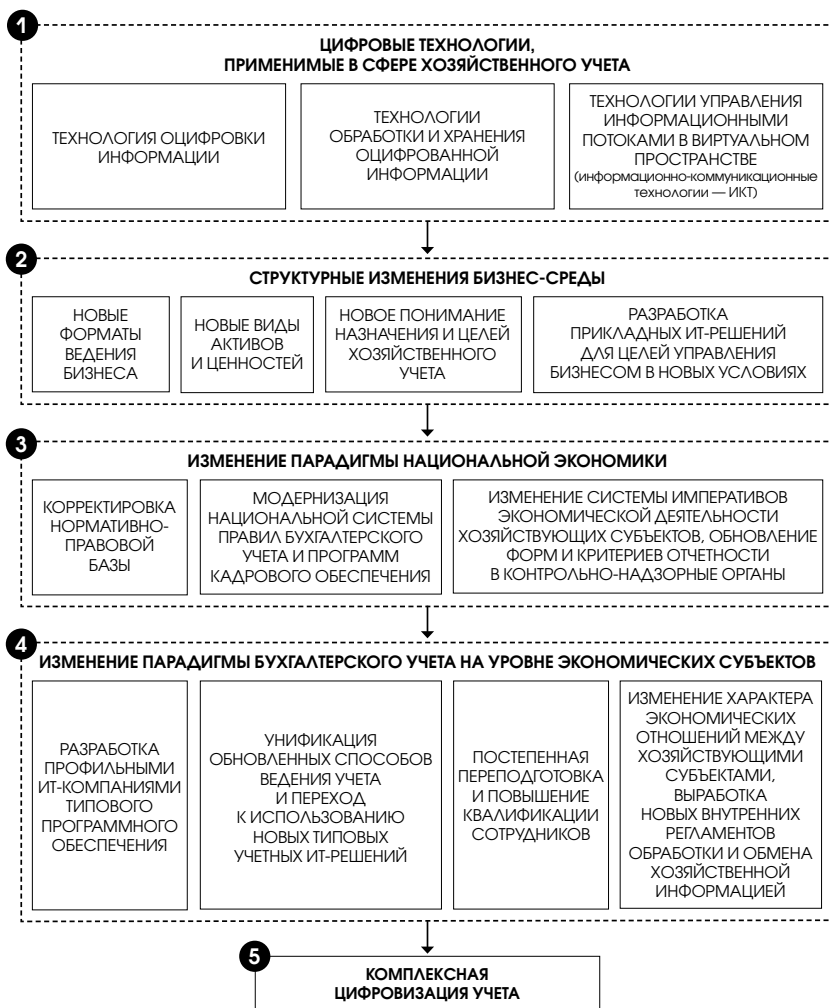 1
ЦИФРОВЫЕ ТЕХНОЛОГИИ,
ПРИМЕНИМЫЕ В СФЕРЕ ХОЗЯЙСТВЕННОГО УЧЕТА
ТЕХНОЛОГИЯ ОЦИФРОВКИ
ИНФОРМАЦИИ
ТЕХНОЛОГИИ
ОБРАБОТКИ И ХРАНЕНИЯ
ОЦИФРОВАННОЙ
ИНФОРМАЦИИ
ТЕХНОЛОГИИ УПРАВЛЕНИЯ
ИНФОРМАЦИОННЫМИ
ПОТОКАМИ В ВИРТУАЛЬНОМ
ПРОСТРАНСТВЕ
(информационно-коммуникационные
технологии — ИКТ)
2
СТРУКТУРНЫЕ ИЗМЕНЕНИЯ БИЗНЕС-СРЕДЫ
НОВЫЕ
ФОРМАТЫ
ВЕДЕНИЯ
БИЗНЕСА
НОВЫЕ ВИДЫ
АКТИВОВ
И ЦЕННОСТЕЙ
НОВОЕ ПОНИМАНИЕ
НАЗНАЧЕНИЯ И ЦЕЛЕЙ
ХОЗЯЙСТВЕННОГО
УЧЕТА
РАЗРАБОТКА
ПРИКЛАДНЫХ ИТ-РЕШЕНИЙ
ДЛЯ ЦЕЛЕЙ УПРАВЛЕНИЯ
БИЗНЕСОМ В НОВЫХ УСЛОВИЯХ
3
ИЗМЕНЕНИЕ ПАРАДИГМЫ НАЦИОНАЛЬНОЙ ЭКОНОМИКИ
КОРРЕКТИРОВКА
НОРМАТИВНО-
ПРАВОВОЙ
БАЗЫ
МОДЕРНИЗАЦИЯ
НАЦИОНАЛЬНОЙ СИСТЕМЫ
ПРАВИЛ БУХГАЛТЕРСКОГО
УЧЕТА И ПРОГРАММ
КАДРОВОГО ОБЕСПЕЧЕНИЯ
ИЗМЕНЕНИЕ СИСТЕМЫ ИМПЕРАТИВОВ
ЭКОНОМИЧЕСКОЙ ДЕЯТЕЛЬНОСТИ
ХОЗЯЙСТВУЮЩИХ СУБЪЕКТОВ, ОБНОВЛЕНИЕ
ФОРМ И КРИТЕРИЕВ ОТЧЕТНОСТИ
В КОНТРОЛЬНО-НАДЗОРНЫЕ ОРГАНЫ
4
ИЗМЕНЕНИЕ ПАРАДИГМЫ БУХГАЛТЕРСКОГО УЧЕТА НА УРОВНЕ ЭКОНОМИЧЕСКИХ СУБЪЕКТОВ
РАЗРАБОТКА
ПРОФИЛЬНЫМИ
ИТ-КОМПАНИЯМИ
ТИПОВОГО
ПРОГРАММНОГО
ОБЕСПЕЧЕНИЯ
УНИФИКАЦИЯ
ОБНОВЛЕННЫХ СПОСОБОВ
ВЕДЕНИЯ УЧЕТА
И ПЕРЕХОД
К ИСПОЛЬЗОВАНИЮ
НОВЫХ ТИПОВЫХ
УЧЕТНЫХ ИТ-РЕШЕНИЙ
ПОСТЕПЕННАЯ
ПЕРЕПОДГОТОВКА
И ПОВЫШЕНИЕ
КВАЛИФИКАЦИИ
СОТРУДНИКОВ
ИЗМЕНЕНИЕ ХАРАКТЕРА
ЭКОНОМИЧЕСКИХ
ОТНОШЕНИЙ МЕЖДУ
ХОЗЯЙСТВУЮЩИМИ
СУБЪЕКТАМИ,
ВЫРАБОТКА
НОВЫХ ВНУТРЕННИХ
РЕГЛАМЕНТОВ
ОБРАБОТКИ И ОБМЕНА
ХОЗЯЙСТВЕННОЙ
ИНФОРМАЦИЕЙ
5
КОМПЛЕКСНАЯ
ЦИФРОВИЗАЦИЯ УЧЕТА